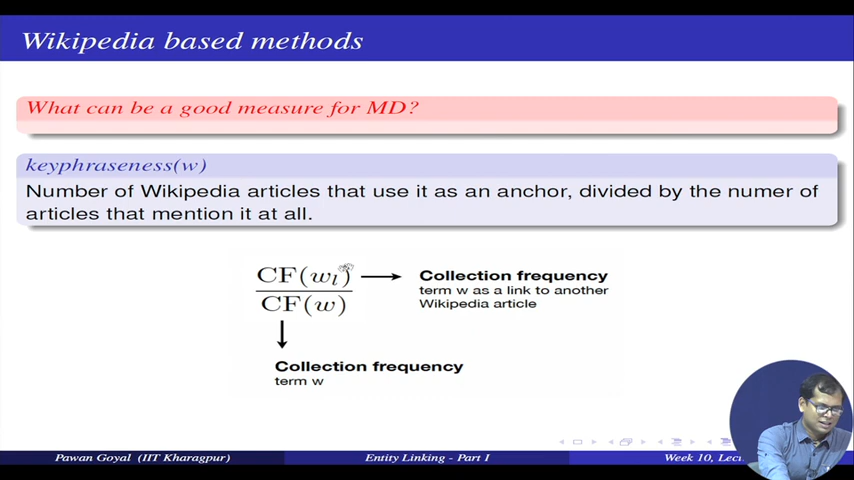 Wikipedia based methods
What can be a good measure for MD?
keyphraseness(w)
Number of Wikipedia articles that use it as an anchor, divided by the numer of
articles that mention it at all.
CF(w_l)
CF(w)
Collection frequency
term w as a link to another
Wikipedia article
Collection frequency
term w
Pawan Goyal (IIT Kharagpur)
Entity Linking - Part I
Week 10,